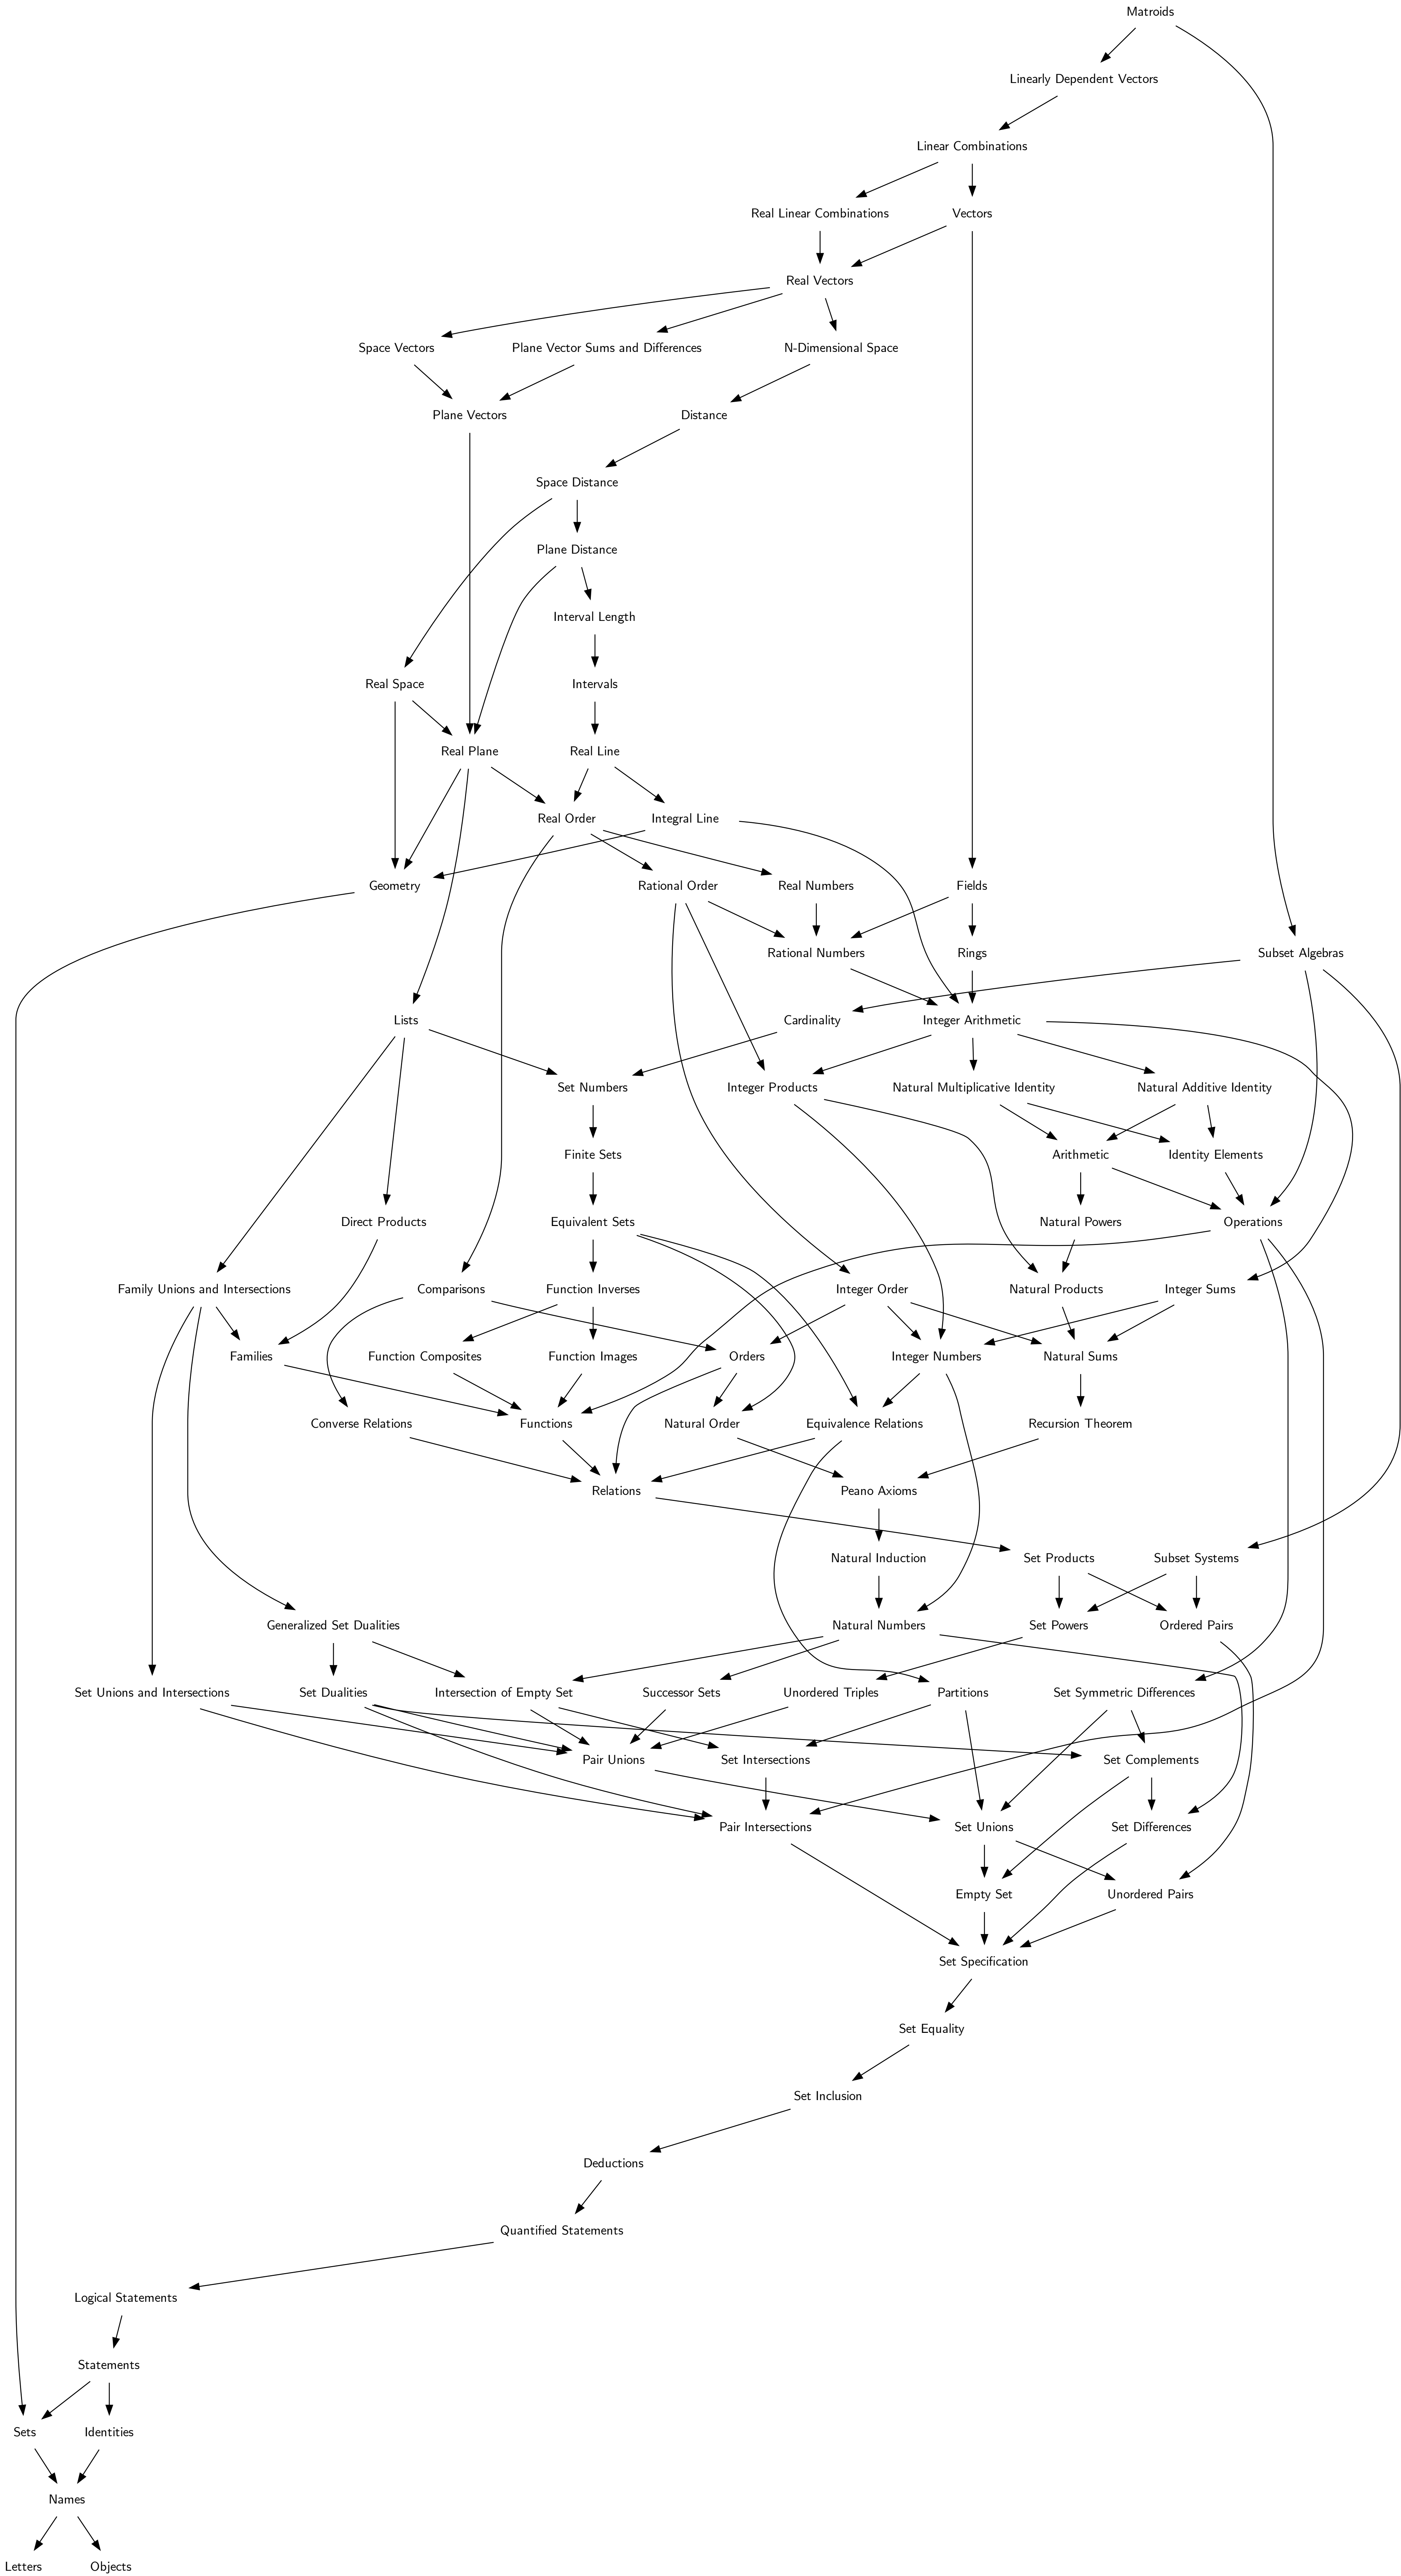 Matroids
Linearly Dependent Vectors
Linear Combinations
Real Linear Combinations
Vectors
Real Vectors
Space Vectors
Plane Vector Sums and Differences
N-Dimensional Space
Plane Vectors
Distance
Space Distance
Plane Distance
Interval Length
Real Space
Intervals
Real Plane
Real Line
Real Order
Integral Line
Geometry
Rational Order
Real Numbers
Fields
Rational Numbers
Rings
Subset Algebras
Lists
Cardinality
Integer Arithmetic
Set Numbers
Integer Products
Natural Multiplicative Identity
Natural Additive Identity
Finite Sets
Arithmetic
Identity Elements
Direct Products
Equivalent Sets
Natural Powers
Operations
Family Unions and Intersections
Comparisons
Function Inverses
Integer Order
Natural Products
Integer Sums
Families
Function Composites
Function Images
Orders
Integer Numbers
Natural Sums
Converse Relations
Functions
Natural Order
Equivalence Relations
Recursion Theorem
Relations
Peano Axioms
Natural Induction
Set Products
Subset Systems
Generalized Set Dualities
Natural Numbers
Set Powers
Ordered Pairs
Set Unions and Intersections
Set Dualities
Intersection of Empty Set
Successor Sets
Unordered Triples
Partitions
Set Symmetric Differences
Pair Unions
Set Intersections
Set Complements
Pair Intersections
Set Unions
Set Differences
Empty Set
Unordered Pairs
Set Specification
Set Equality
Set Inclusion
Deductions
Quantified Statements
Logical Statements
Statements
Sets
Identities
Names
Letters
Objects